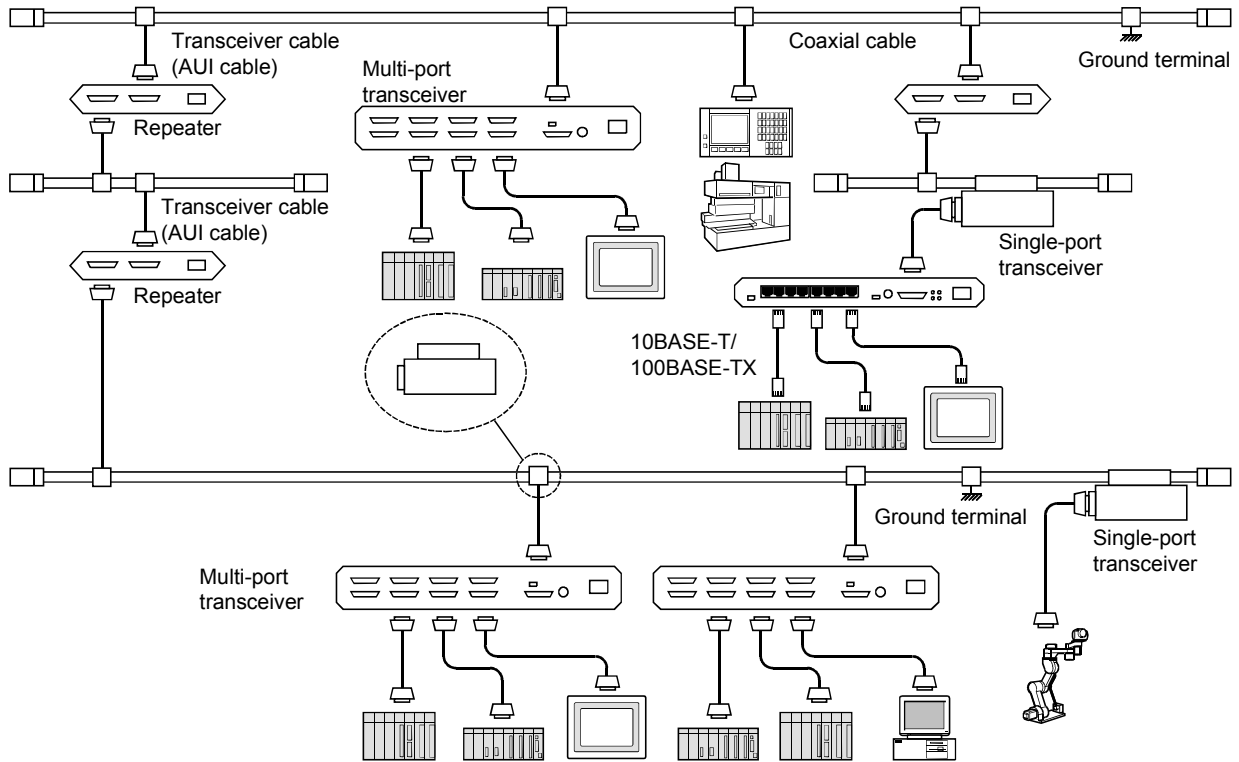 Transceiver cable
(AUI cable)
Multi-port
transceiver
Coaxial cable
Ground terminal
Repeater
Transceiver cable
(AUI cable)
Repeater
Single-port
transceiver
10BASE-T/
100BASE-TX
Ground terminal
Single-port
transceiver
Multi-port
transceiver